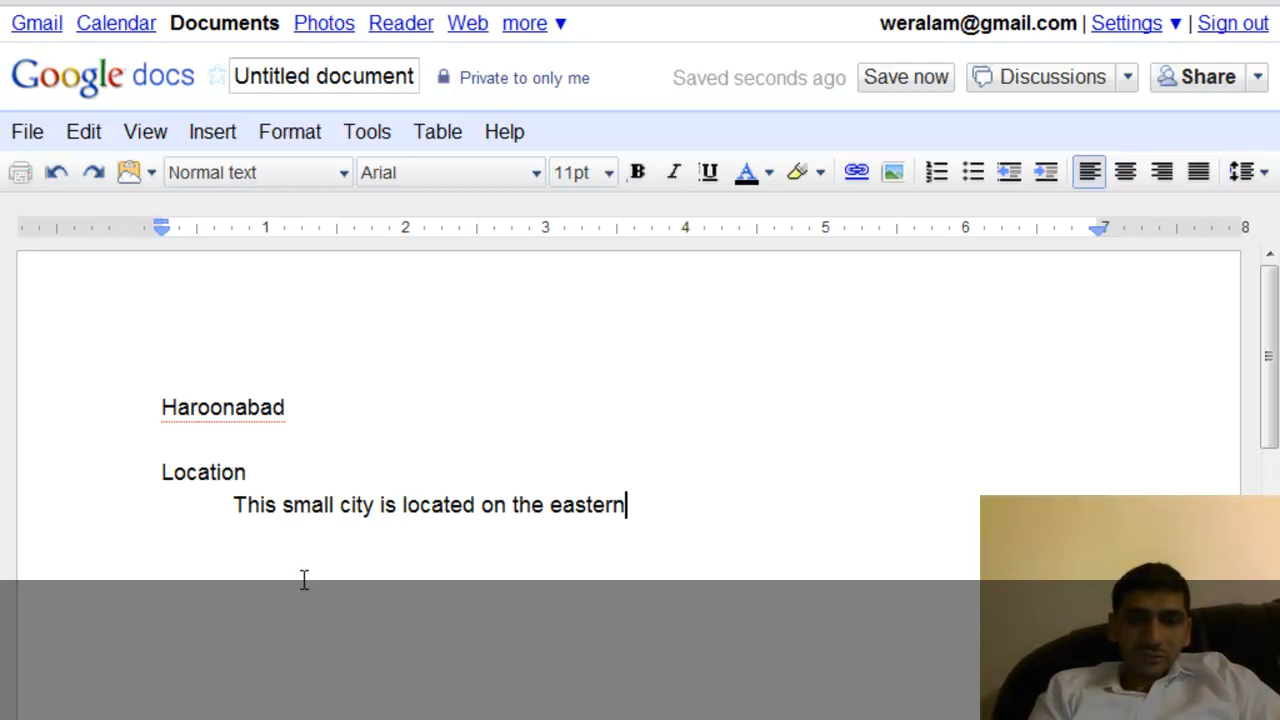 Gmail Calendar Documents Photos Reader Web more ▼ weralam@gmail.com | Settings ▼ | Sign out
Google docs Untitled document Private to only me Saved seconds ago Save now Discussions Share
File Edit View Insert Format Tools Table Help
Normal text Arial 11pt B I U A
1 2 3 4 5 6 7 8
Haroonabad
Location
This small city is located on the eastern